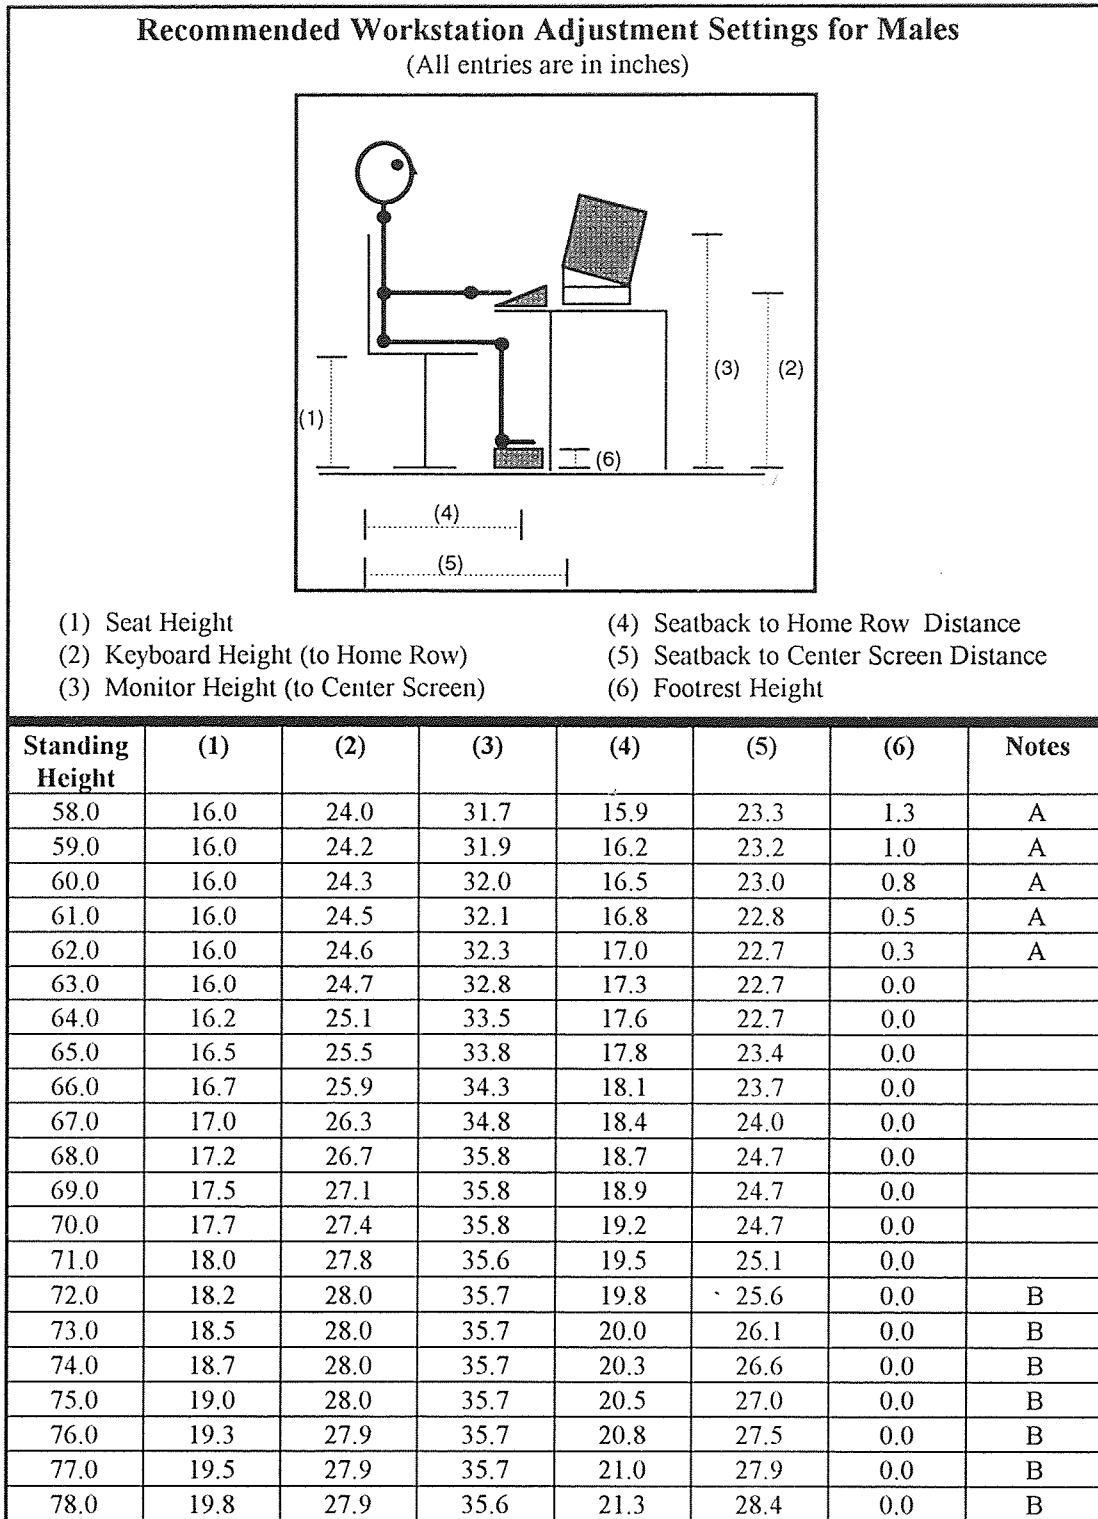 Recommended Workstation Adjustment Settings for Males
(All entries are in inches)
(3) (2)
(1)
(6)
(4)
(5)
(1) Seat Height (4) Seatback to Home Row Distance
(2) Keyboard Height (to Home Row) (5) Seatback to Center Screen Distance
(3) Monitor Height (to Center Screen) (6) Footrest Height
Standing Height (1) (2) (3) (4) (5) (6) Notes
58.0 16.0 24.0 31.7 15.9 23.3 1.3 A
59.0 16.0 24.2 31.9 16.2 23.2 1.0 A
60.0 16.0 24.3 32.0 16.5 23.0 0.8 A
61.0 16.0 24.5 32.1 16.8 22.8 0.5 A
62.0 16.0 24.6 32.3 17.0 22.7 0.3 A
63.0 16.0 24.7 32.8 17.3 22.7 0.0
64.0 16.2 25.1 33.5 17.6 22.7 0.0
65.0 16.5 25.5 33.8 17.8 23.4 0.0
66.0 16.7 25.9 34.3 18.1 23.7 0.0
67.0 17.0 26.3 34.8 18.4 24.0 0.0
68.0 17.2 26.7 35.8 18.7 24.7 0.0
69.0 17.5 27.1 35.8 18.9 24.7 0.0
70.0 17.7 27.4 35.8 19.2 24.7 0.0
71.0 18.0 27.8 35.6 19.5 25.1 0.0
72.0 18.2 28.0 35.7 19.8 25.6 0.0 B
73.0 18.5 28.0 35.7 20.0 26.1 0.0 B
74.0 18.7 28.0 35.7 20.3 26.6 0.0 B
75.0 19.0 28.0 35.7 20.5 27.0 0.0 B
76.0 19.3 27.9 35.7 20.8 27.5 0.0 B
77.0 19.5 27.9 35.7 21.0 27.9 0.0 B
78.0 19.8 27.9 35.6 21.3 28.4 0.0 B